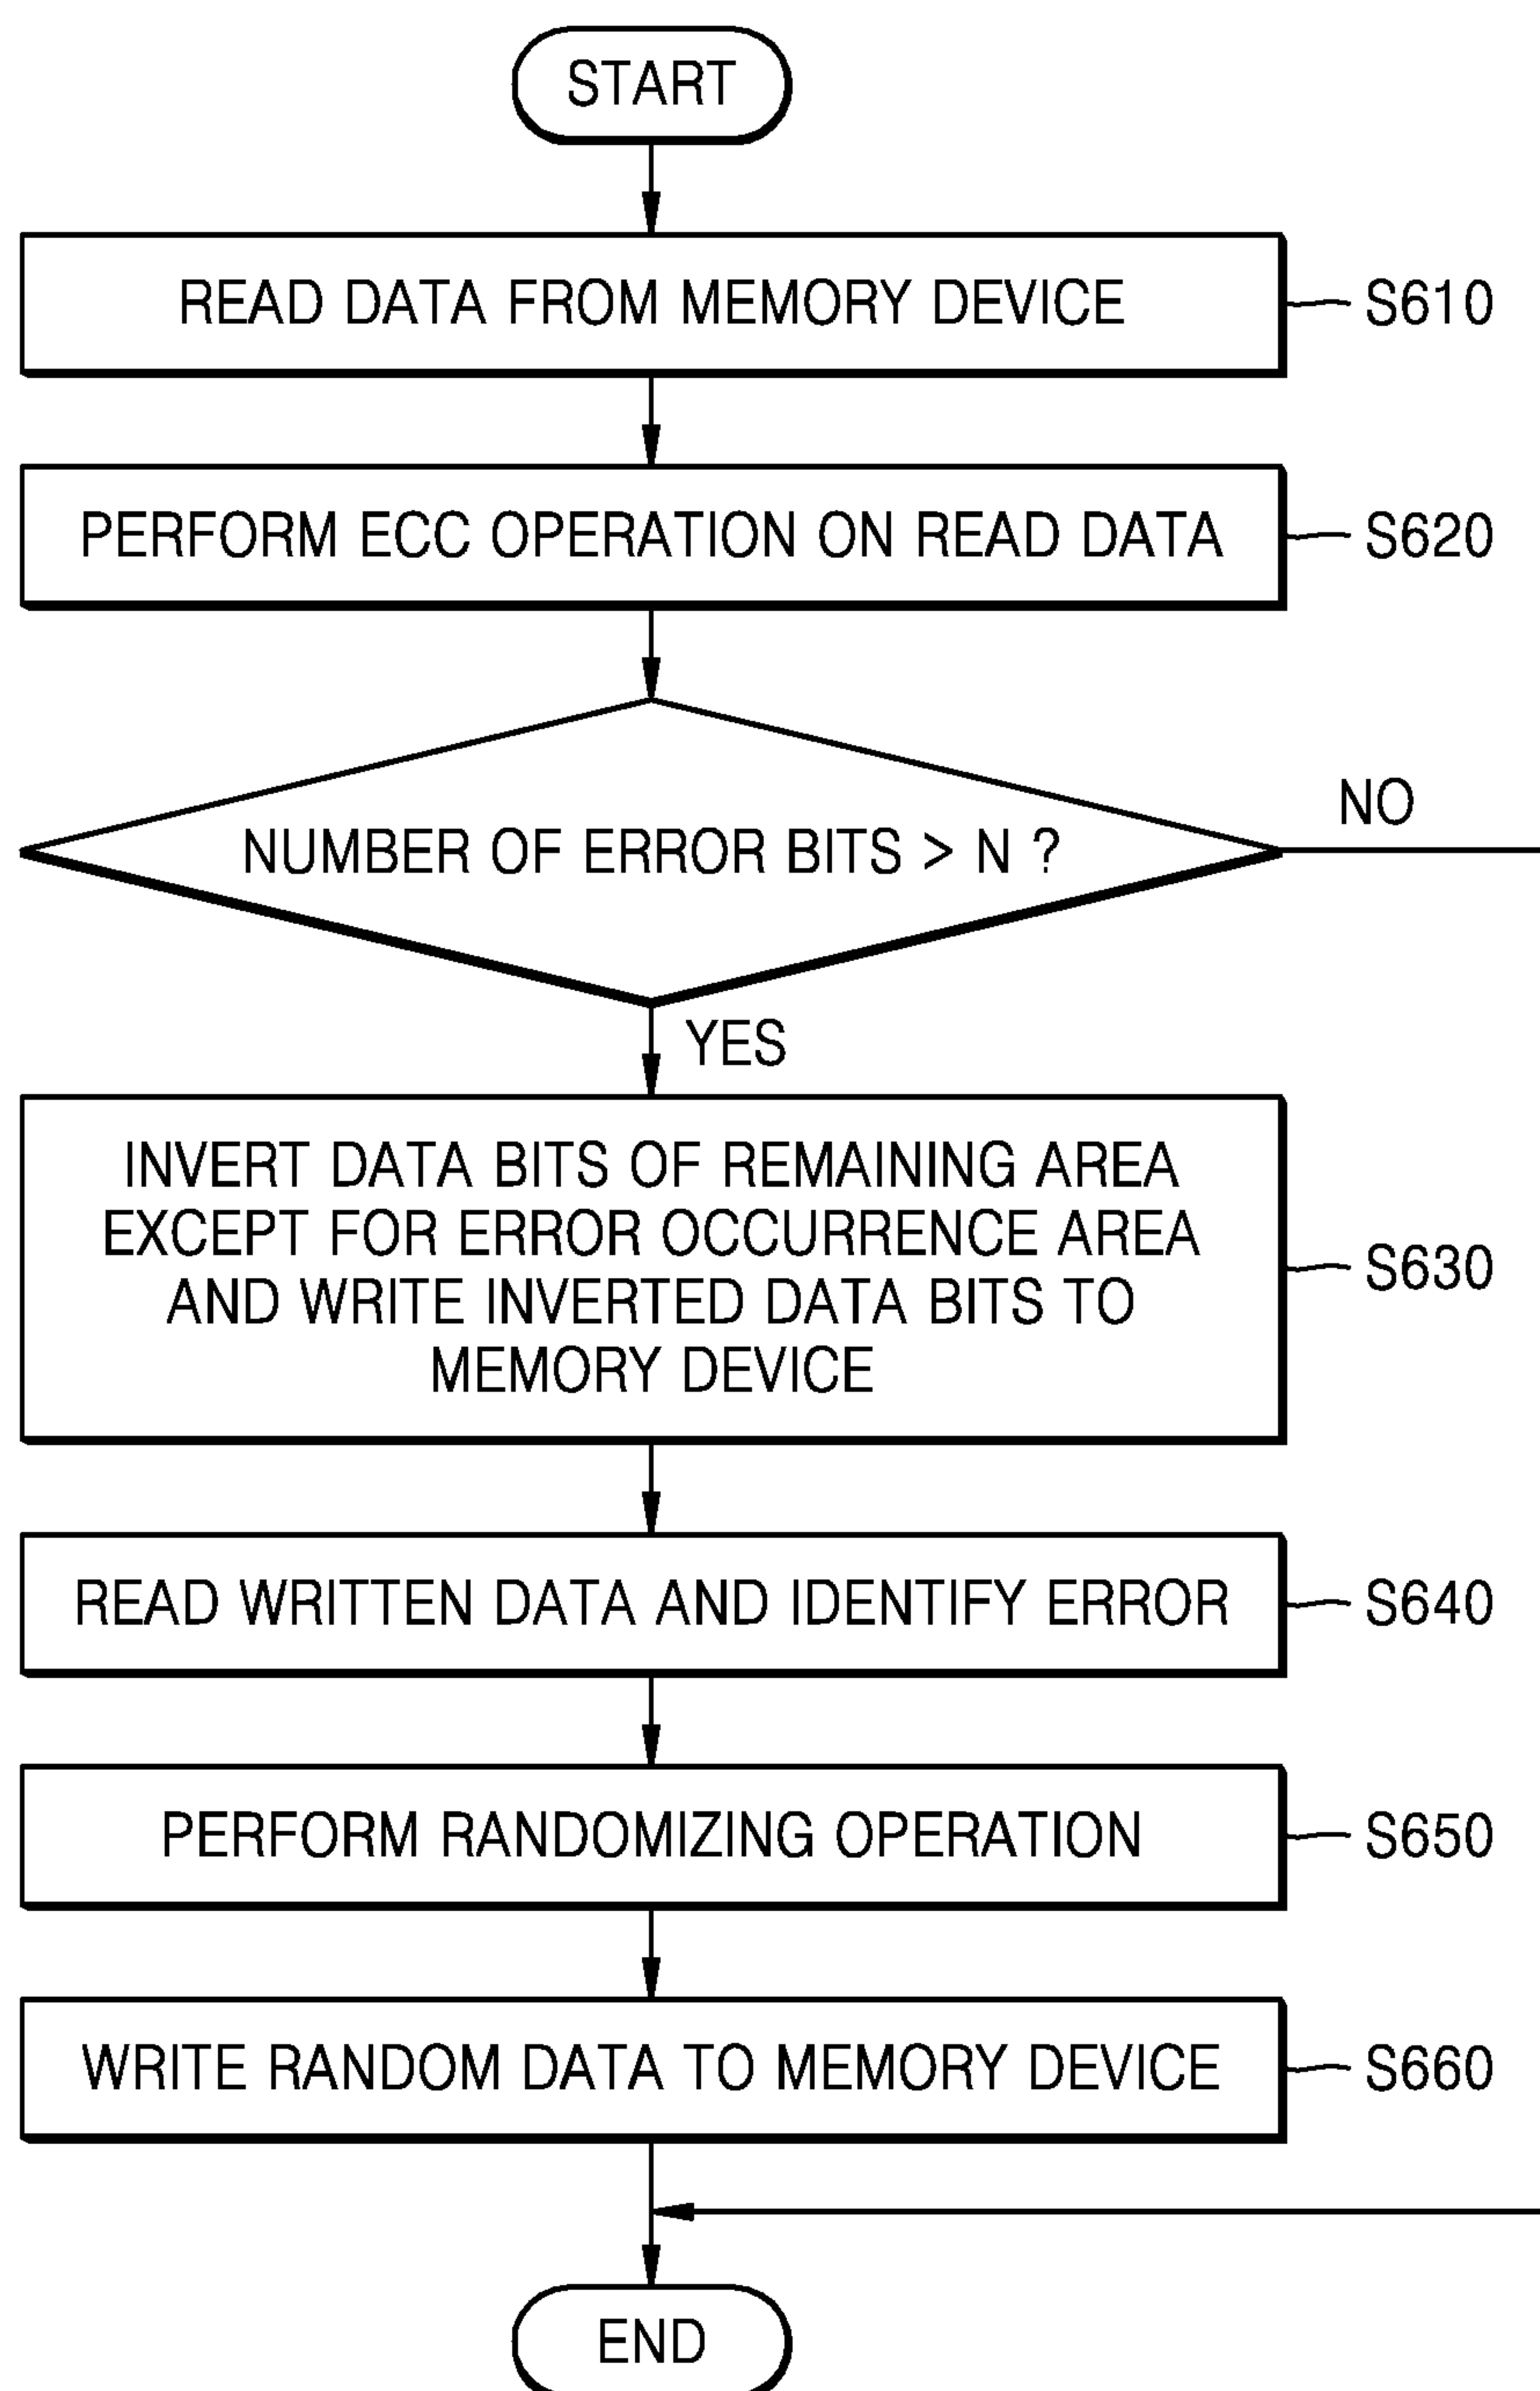 START
READ DATA FROM MEMORY DEVICE
S610
PERFORM ECC OPERATION ON READ DATA
S620
NUMBER OF ERROR BITS > N ?
NO
YES
INVERT DATA BITS OF REMAINING AREA
EXCEPT FOR ERROR OCCURRENCE AREA
AND WRITE INVERTED DATA BITS TO
MEMORY DEVICE
S630
READ WRITTEN DATA AND IDENTIFY ERROR
S640
PERFORM RANDOMIZING OPERATION
S650
WRITE RANDOM DATA TO MEMORY DEVICE
S660
END